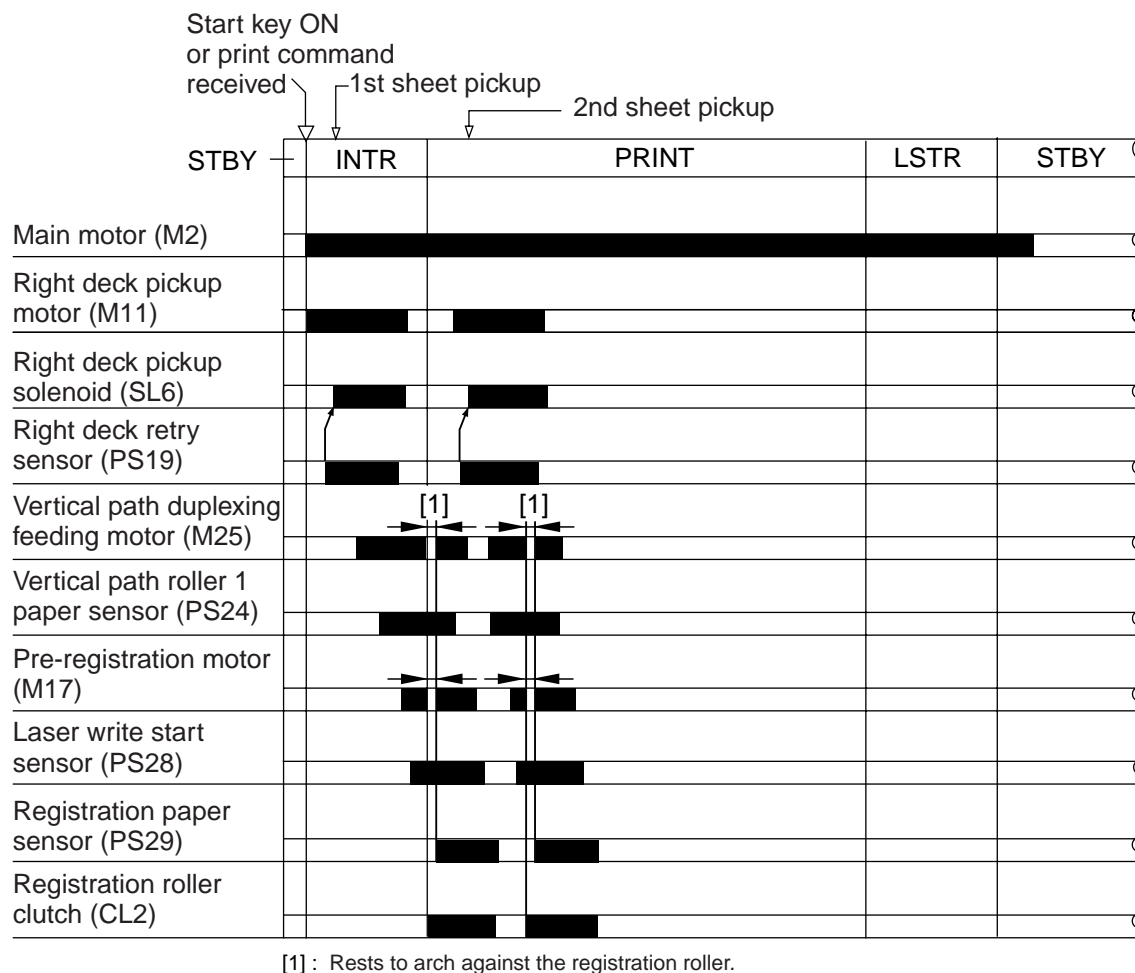 Start key ON
or print command
received
1st sheet pickup
2nd sheet pickup
STBY INTR PRINT LSTR STBY
Main motor (M2)
Right deck pickup
motor (M11)
Right deck pickup
solenoid (SL6)
Right deck retry
sensor (PS19)
Vertical path duplexing
feeding motor (M25)
[1] [1]
Vertical path roller 1
paper sensor (PS24)
Pre-registration motor
(M17)
Laser write start
sensor (PS28)
Registration paper
sensor (PS29)
Registration roller
clutch (CL2)
[1] : Rests to arch against the registration roller.